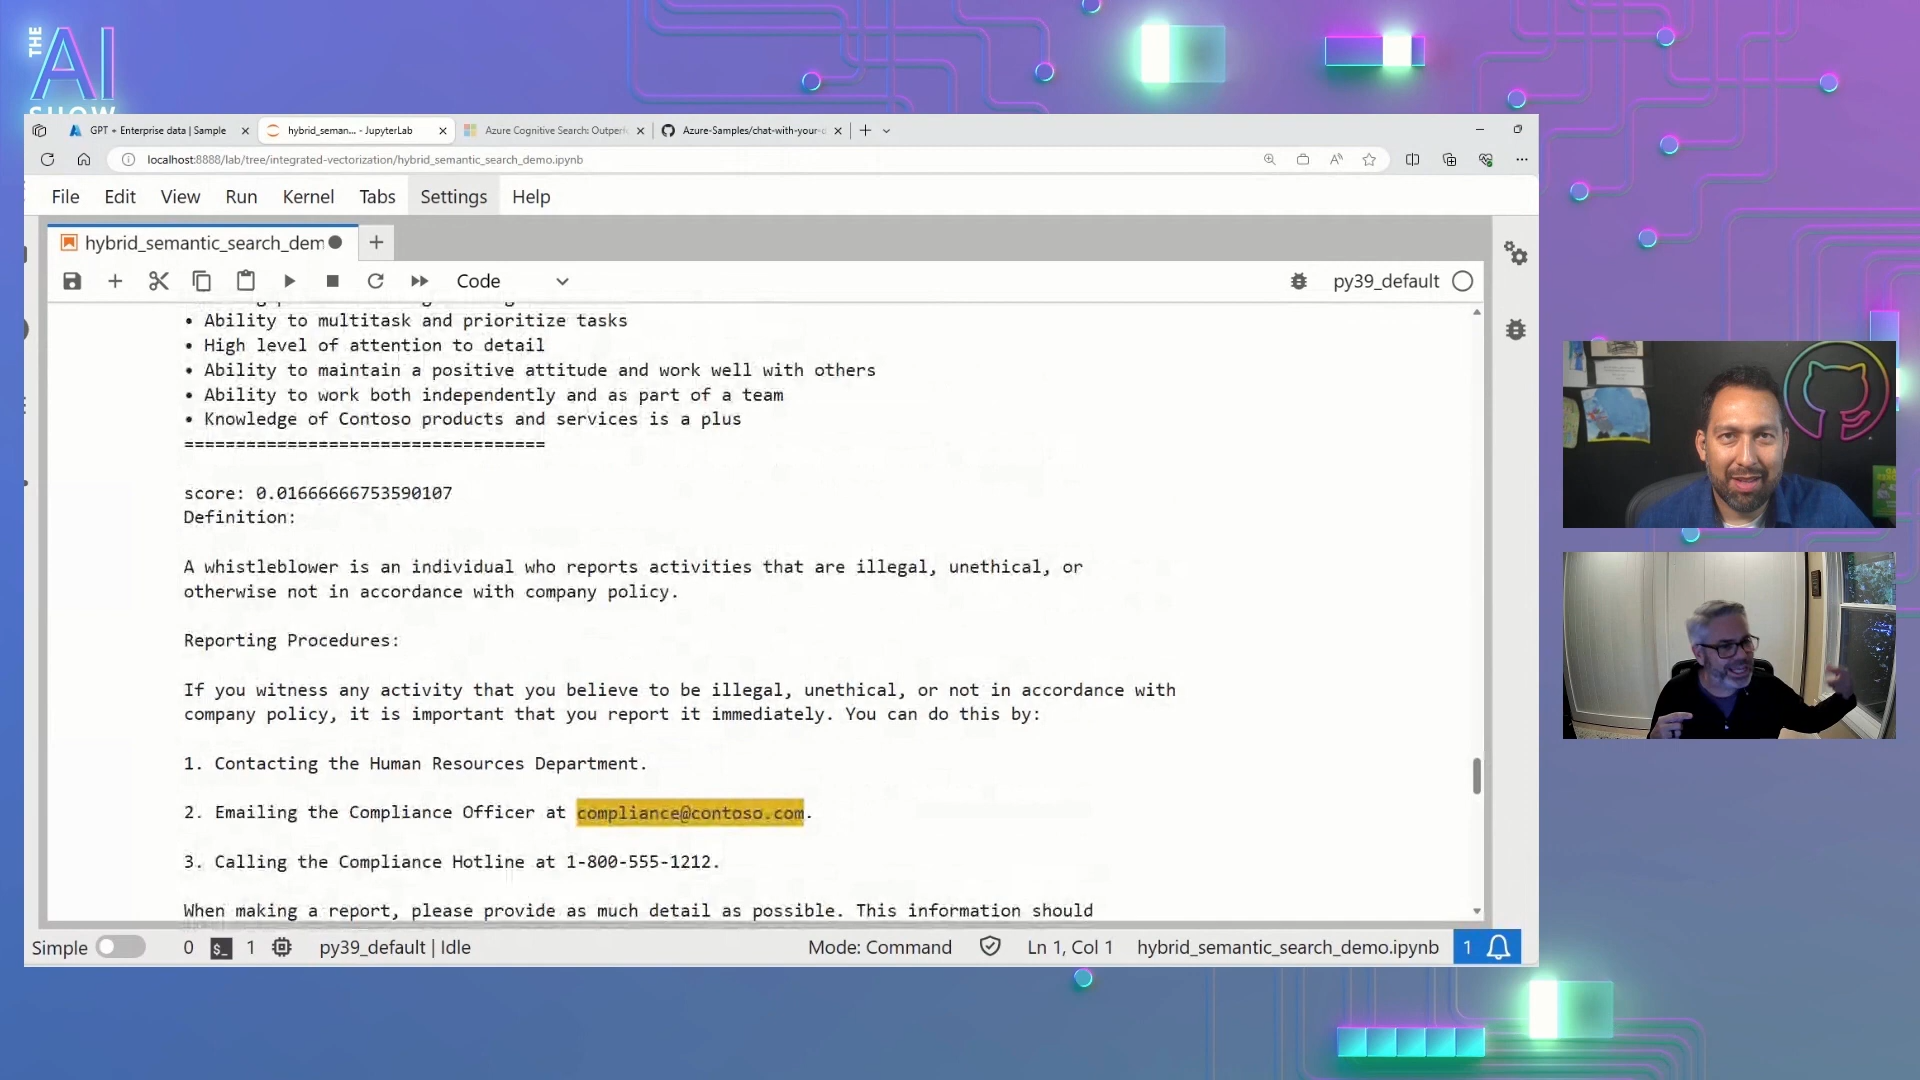 THE
AI
SHOW
GPT + Enterprise data | Sample
hybrid_seman... - JupyterLab
Azure Cognitive Search: Outperf
Azure-Samples/chat-with-your-d
localhost:8888/lab/tree/integrated-vectorization/hybrid_semantic_search_demo.ipynb
File Edit View Run Kernel Tabs Settings Help
hybrid_semantic_search_dem
Code
py39_default
• Ability to multitask and prioritize tasks
• High level of attention to detail
• Ability to maintain a positive attitude and work well with others
• Ability to work both independently and as part of a team
• Knowledge of Contoso products and services is a plus
===================================
score: 0.01666666753590107
Definition:
A whistleblower is an individual who reports activities that are illegal, unethical, or
otherwise not in accordance with company policy.
Reporting Procedures:
If you witness any activity that you believe to be illegal, unethical, or not in accordance with
company policy, it is important that you report it immediately. You can do this by:
1. Contacting the Human Resources Department.
2. Emailing the Compliance Officer at compliance@contoso.com.
3. Calling the Compliance Hotline at 1-800-555-1212.
When making a report, please provide as much detail as possible. This information should
Simple 0 $_ 1 py39_default | Idle Mode: Command Ln 1, Col 1 hybrid_semantic_search_demo.ipynb 1